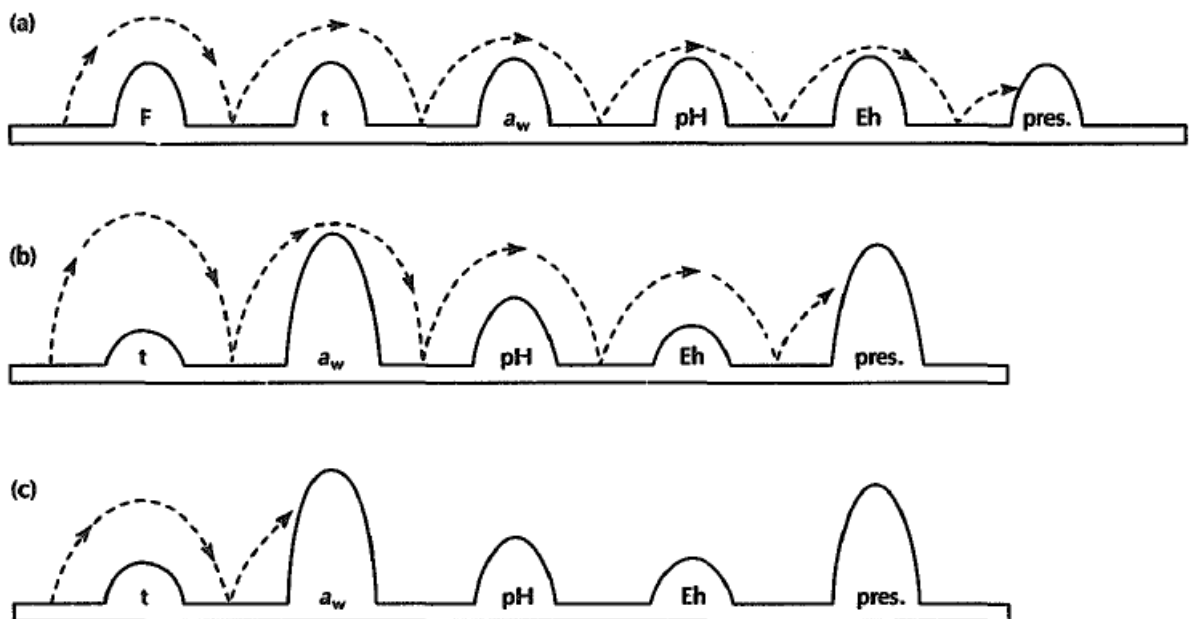 (a)
F t aw pH Eh pres.
(b)
t aw pH Eh pres.
(c)
t aw pH Eh pres.